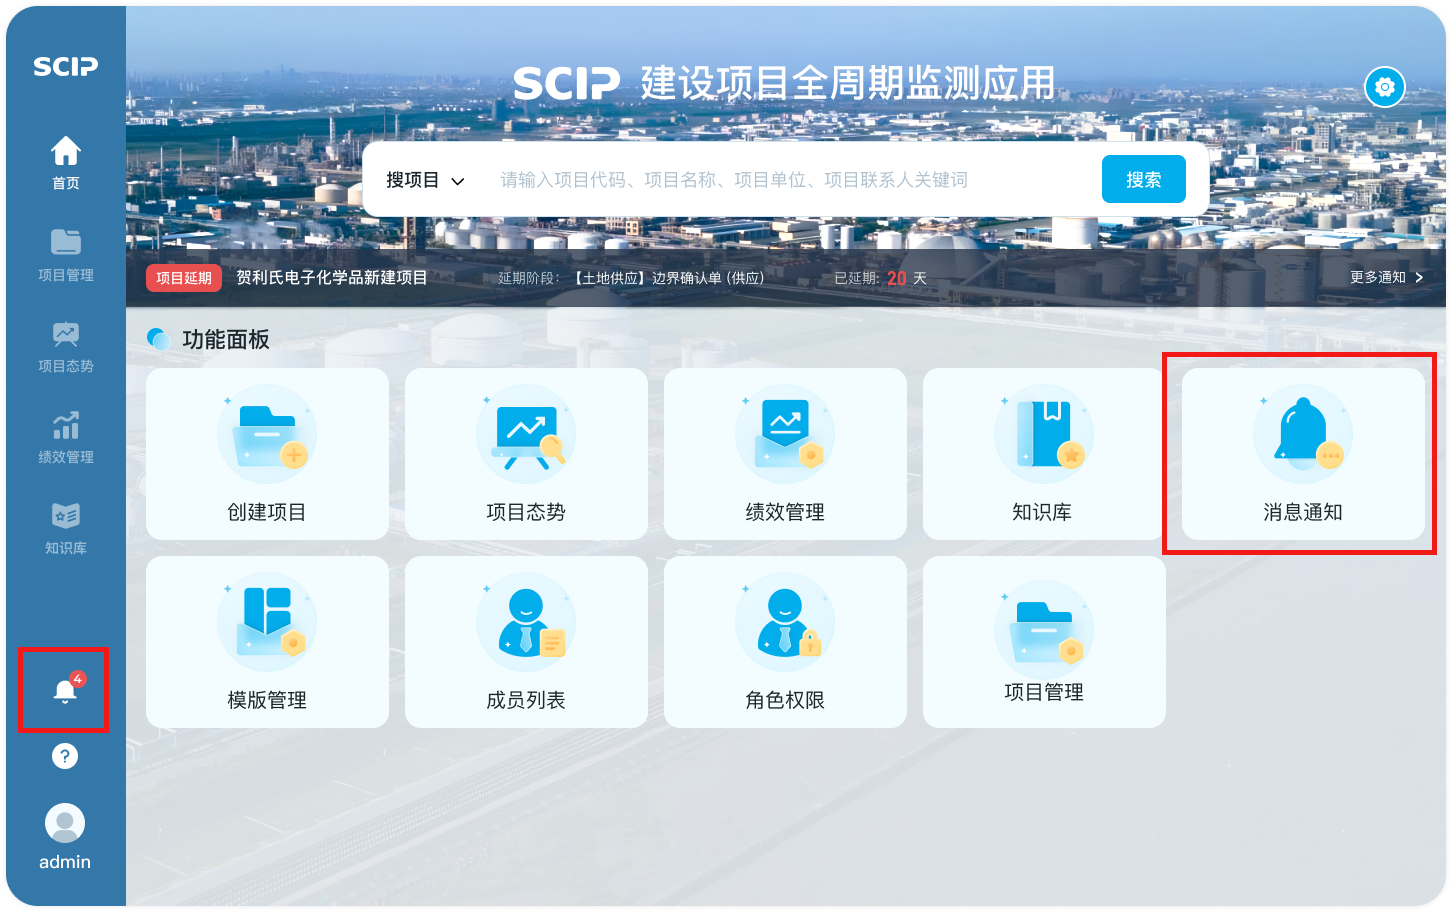 SCIP
首页
项目管理
项目态势
绩效管理
知识库
4
?
admin
SCIP 建设项目全周期监测应用
搜项目 请输入项目代码、项目名称、项目单位、项目联系人关键词 搜索
项目延期 贺利氏电子化学品新建项目 延期阶段: 【土地供应】边界确认单 (供应) 已延期: 20 天 更多通知
功能面板
创建项目 项目态势 绩效管理 知识库 消息通知
模版管理 成员列表 角色权限 项目管理